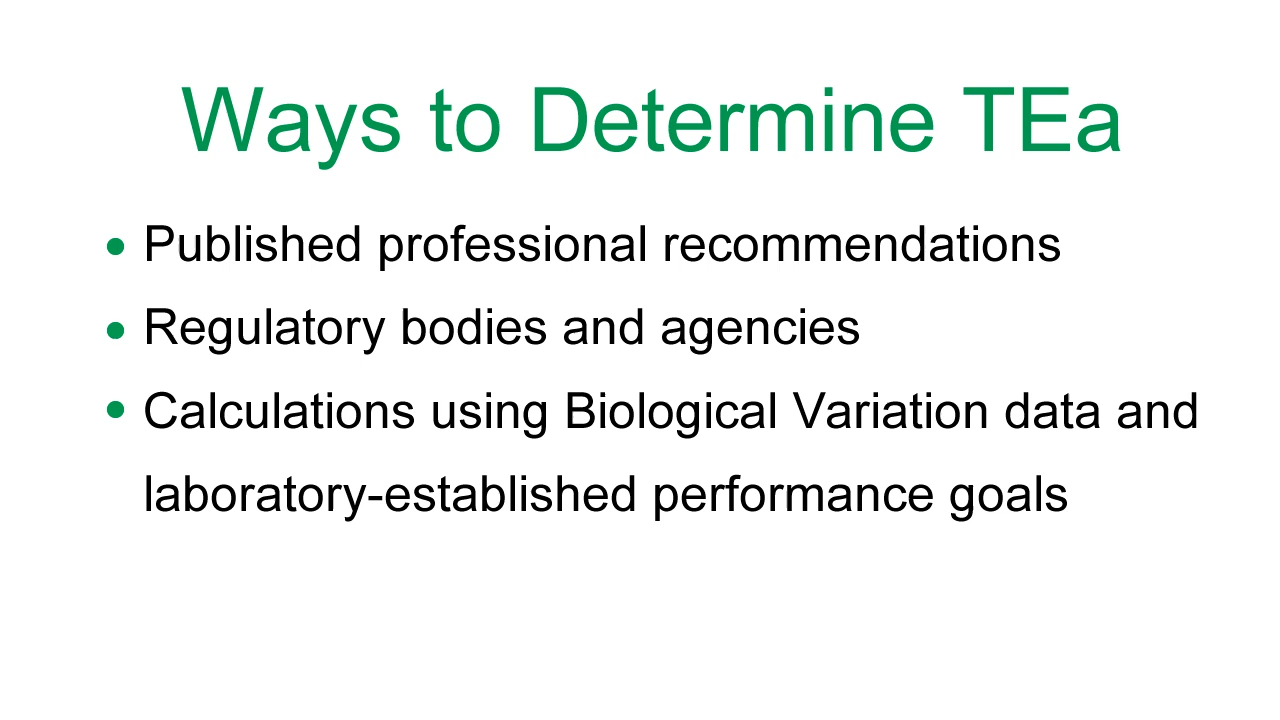 Ways to Determine TEa
• Published professional recommendations
• Regulatory bodies and agencies
• Calculations using Biological Variation data and
laboratory-established performance goals